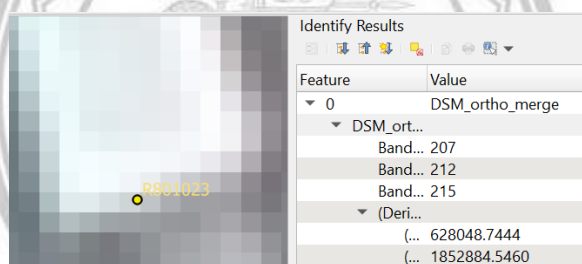 Identify Results
Feature Value
0 DSM_ortho_merge
DSM_ort...
Band... 207
Band... 212
Band... 215
(Deri...
(... 628048.7444
(... 1852884.5460
R801023